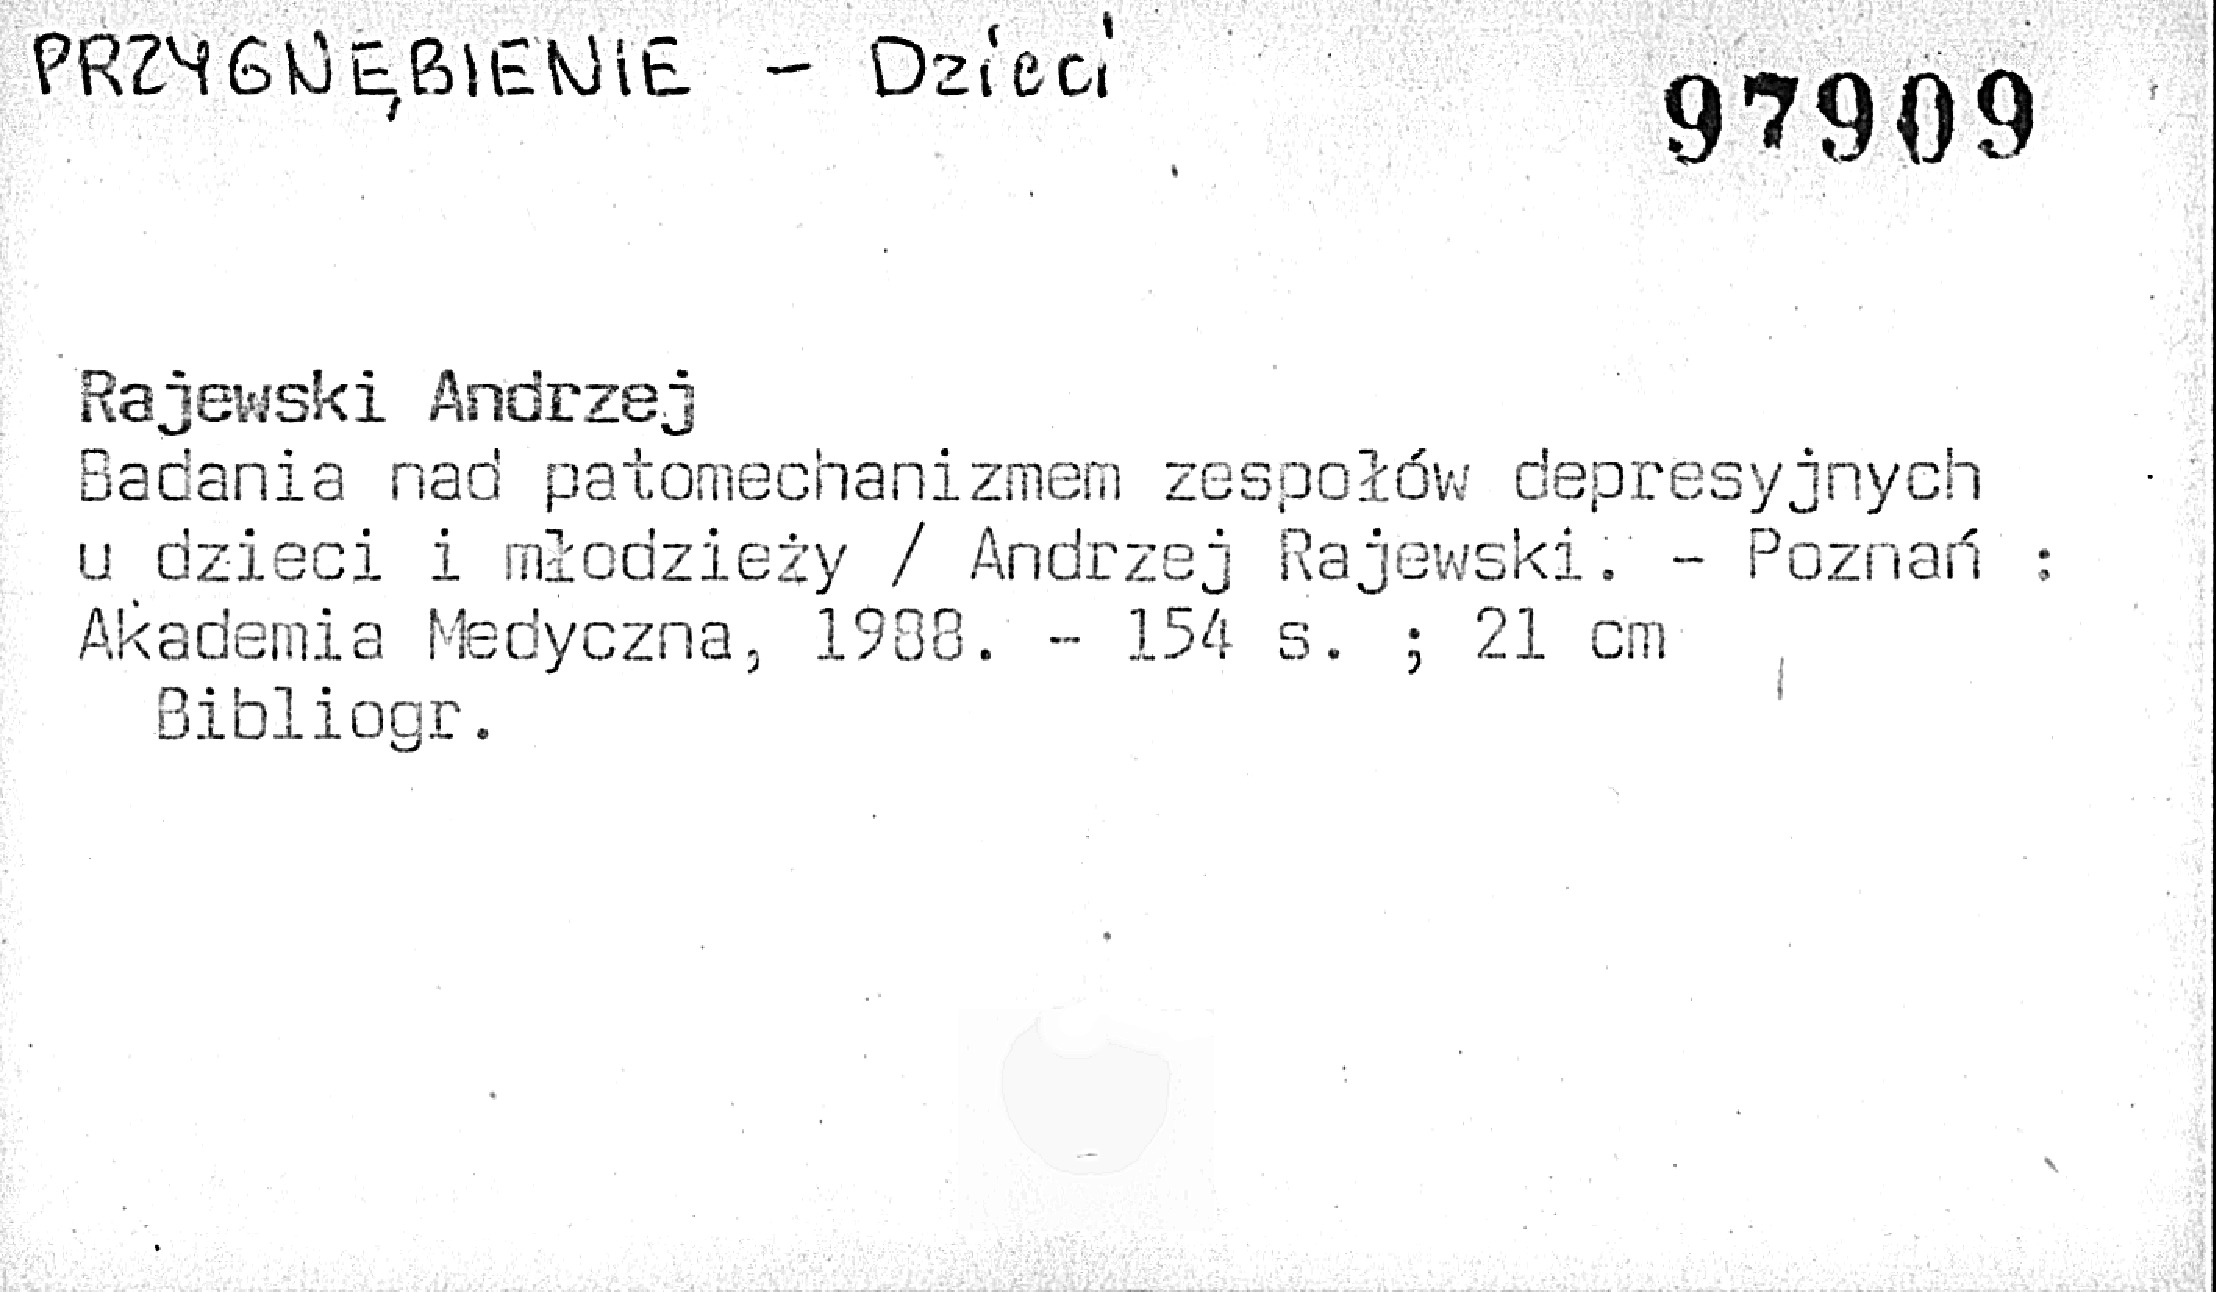 PRZYGNĘBIENIE - Dzieci
97909
Rajewski Andrzej
Badania nad patomechanizmem zespołów depresyjnych
u dzieci i młodzieży / Andrzej Rajewski. - Poznań :
Akademia Medyczna, 1988. - 154 s. ; 21 cm
Bibliogr.